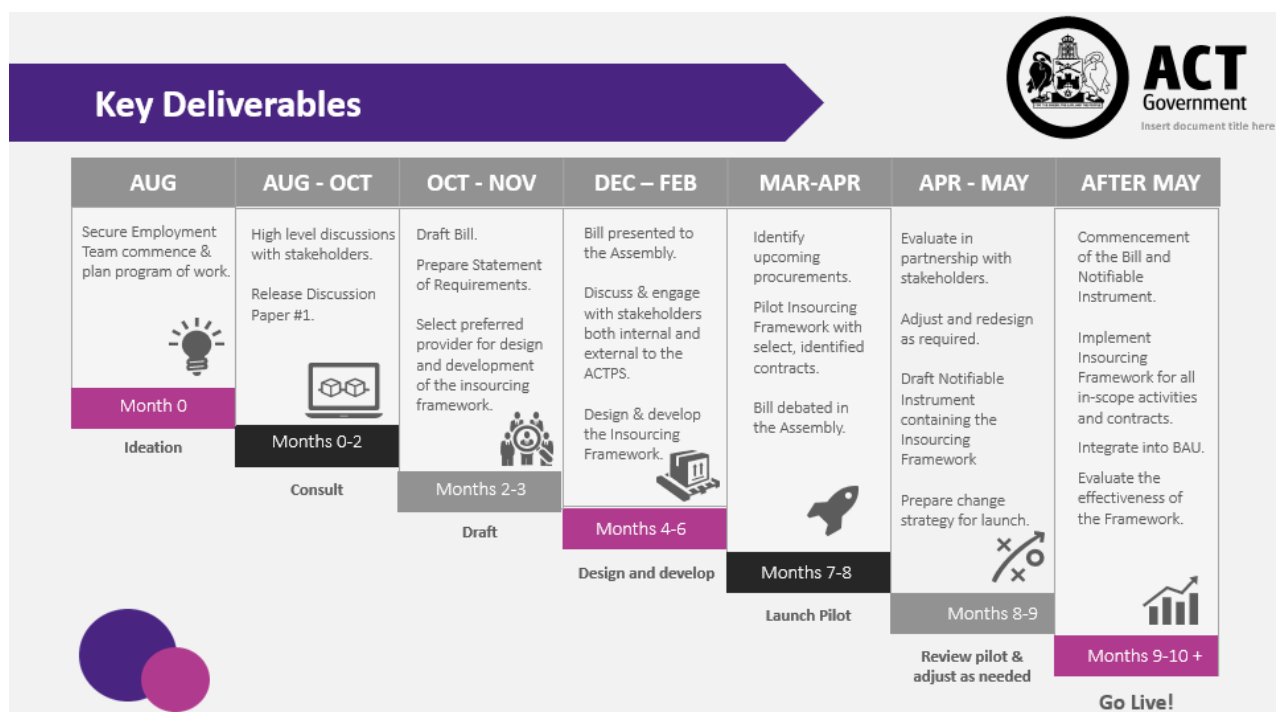 ACT
Government
Insert document title here
Key Deliverables
AUG
Secure Employment
Team commence &
plan program of work.
Month 0
Ideation
AUG - OCT
High level discussions
with stakeholders.
Release Discussion
Paper #1.
Months 0-2
Consult
OCT - NOV
Draft Bill.
Prepare Statement
of Requirements.
Select preferred
provider for design
and development
of the insourcing
framework.
Months 2-3
Draft
DEC – FEB
Bill presented to
the Assembly.
Discuss & engage
with stakeholders
both internal and
external to the
ACTPS.
Design & develop
the Insourcing
Framework.
Months 4-6
Design and develop
MAR-APR
Identify
upcoming
procurements.
Pilot Insourcing
Framework with
select, identified
contracts.
Bill debated in
the Assembly.
Months 7-8
Launch Pilot
APR - MAY
Evaluate in
partnership with
stakeholders.
Adjust and redesign
as required.
Draft Notifiable
Instrument
containing the
Insourcing
Framework
Prepare change
strategy for launch.
Months 8-9
Review pilot &
adjust as needed
AFTER MAY
Commencement
of the Bill and
Notifiable
Instrument.
Implement
Insourcing
Framework for all
in-scope activities
and contracts.
Integrate into BAU.
Evaluate the
effectiveness of
the Framework.
Months 9-10 +
Go Live!